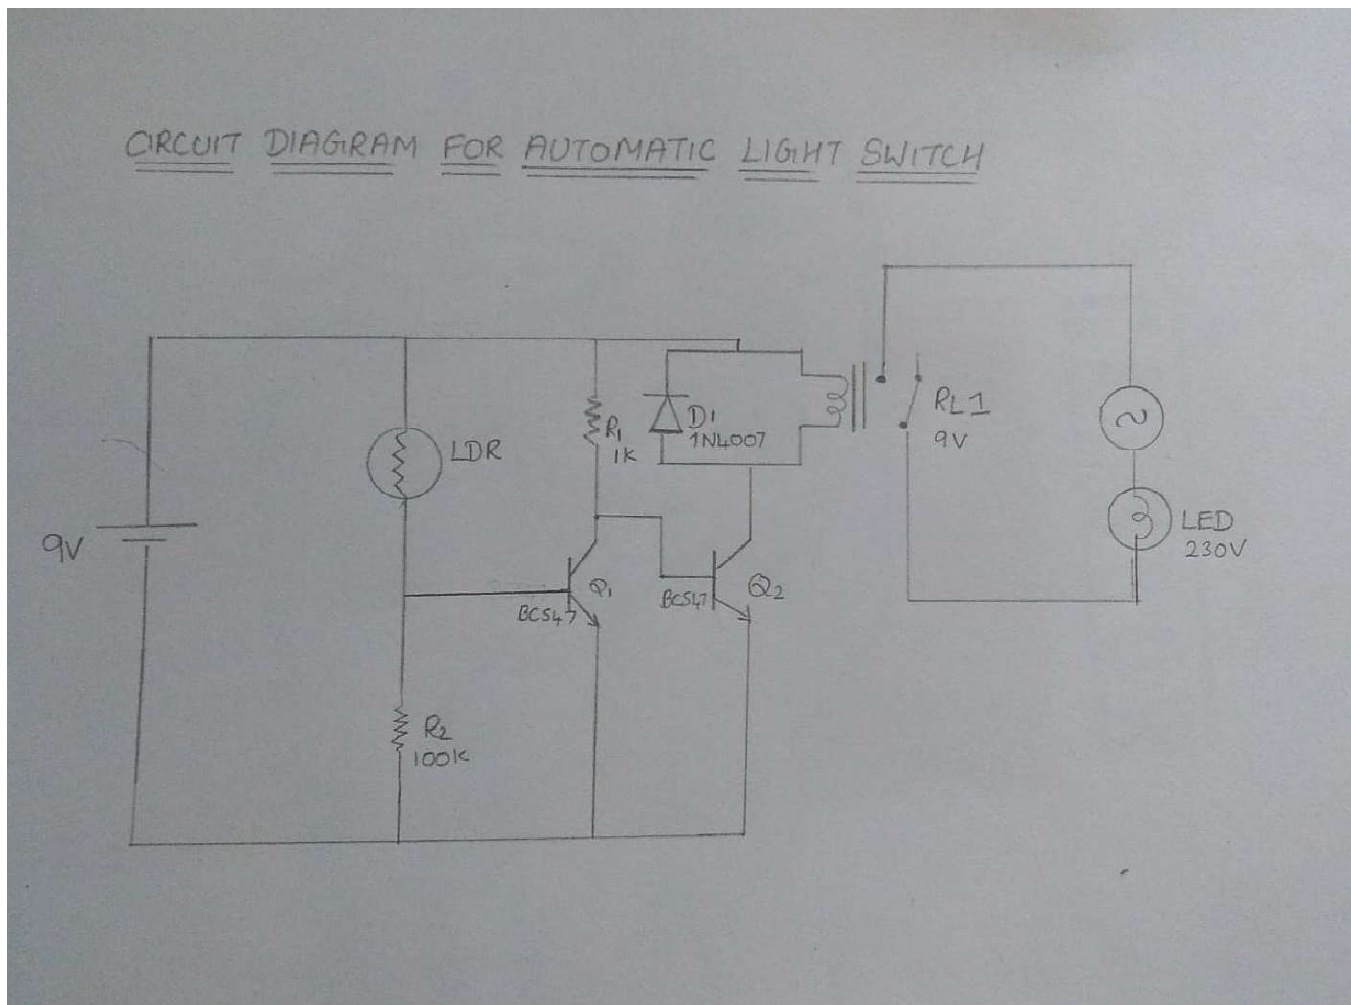 CIRCUIT DIAGRAM FOR AUTOMATIC LIGHT SWITCH
9V
LDR
R1
1K
R2
100K
BC547
Q1
D1
1N4007
BC547
Q2
RL1
9V
LED
230V